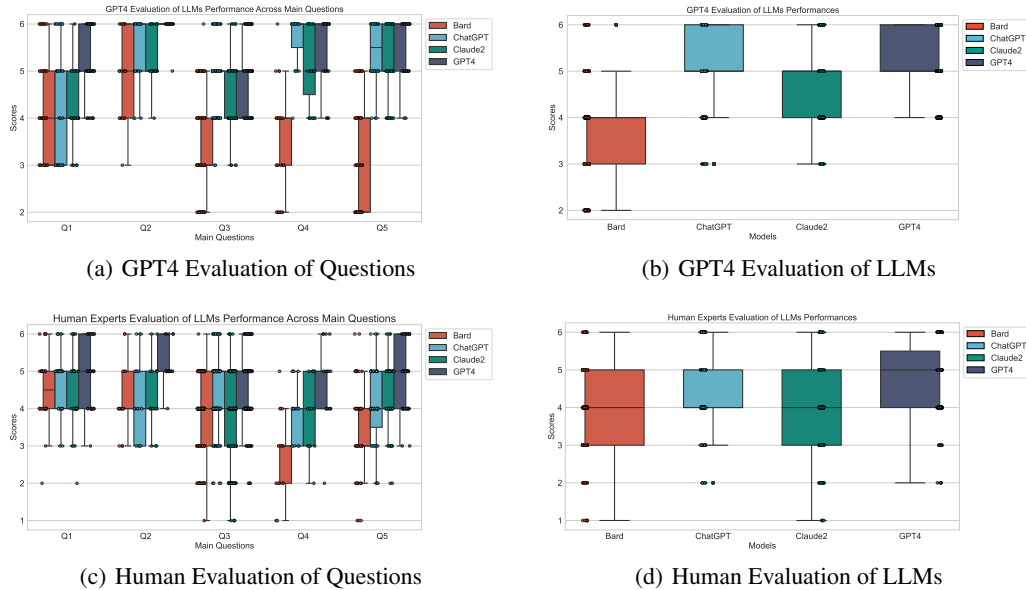 GPT4 Evaluation of LLMs Performance Across Main Questions
6
5
4
3
2
Scores
Q1
Q2
Q3
Q4
Q5
Main Questions
Bard
ChatGPT
Claude2
GPT4
(a) GPT4 Evaluation of Questions
GPT4 Evaluation of LLMs Performances
6
5
4
3
2
Scores
Bard
ChatGPT
Claude2
GPT4
Models
Bard
ChatGPT
Claude2
GPT4
(b) GPT4 Evaluation of LLMs
Human Experts Evaluation of LLMs Performance Across Main Questions
6
5
4
3
2
1
Scores
Q1
Q2
Q3
Q4
Q5
Main Questions
Bard
ChatGPT
Claude2
GPT4
(c) Human Evaluation of Questions
Human Experts Evaluation of LLMs Performances
6
5
4
3
2
1
Scores
Bard
ChatGPT
Claude2
GPT4
Models
Bard
ChatGPT
Claude2
GPT4
(d) Human Evaluation of LLMs